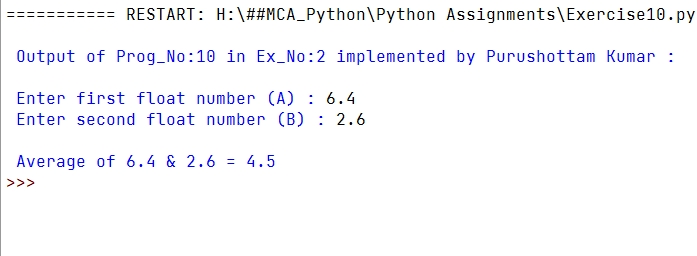 =========== RESTART: H:\##MCA_Python\Python Assignments\Exercise10.py
Output of Prog_No:10 in Ex_No:2 implemented by Purushottam Kumar :
Enter first float number (A) : 6.4
Enter second float number (B) : 2.6
Average of 6.4 & 2.6 = 4.5
>>>